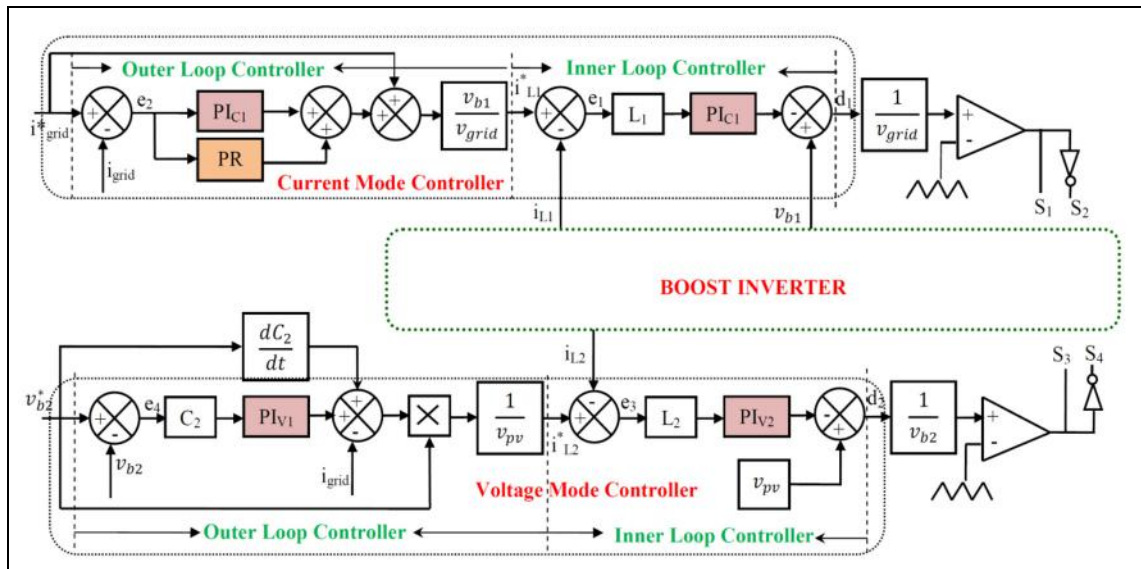 Outer Loop Controller
Inner Loop Controller
i*grid
+
-
e2
PIC1
PR
+
+
+
+
vb1
vgrid
i*L1
+
-
e1
L1
PIC1
-
+
d1
1
vgrid
+
-
igrid
Current Mode Controller
iL1
vb1
S1
S2
BOOST INVERTER
dC2
dt
iL2
S3
S4
v*b2
+
-
e4
C2
PIV1
+
+
-
×
1
vpv
i*L2
-
+
e3
L2
PIV2
-
+
d2
1
vb2
+
-
vb2
igrid
vpv
Voltage Mode Controller
Outer Loop Controller
Inner Loop Controller